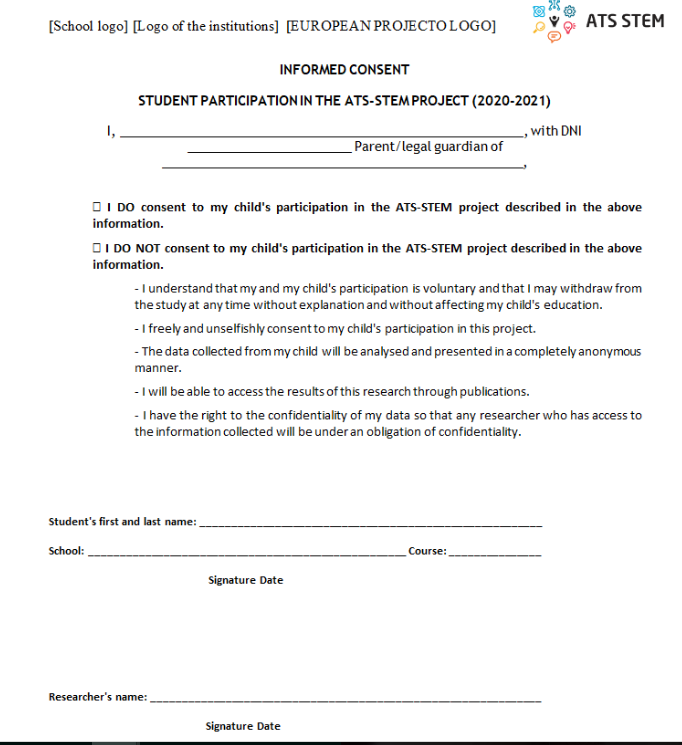 [School logo] [Logo of the institutions] [EUROPEAN PROJECTO LOGO]
ATS STEM
INFORMED CONSENT
STUDENT PARTICIPATION IN THE ATS-STEM PROJECT (2020-2021)
I, ______________________________, with DNI
____________________ Parent/legal guardian of
______________________________,
☐ I DO consent to my child's participation in the ATS-STEM project described in the above
information.
☐ I DO NOT consent to my child's participation in the ATS-STEM project described in the above
information.
- I understand that my and my child's participation is voluntary and that I may withdraw from
the study at any time without explanation and without affecting my child's education.
- I freely and unselfishly consent to my child's participation in this project.
- The data collected from my child will be analysed and presented in a completely anonymous
manner.
- I will be able to access the results of this research through publications.
- I have the right to the confidentiality of my data so that any researcher who has access to
the information collected will be under an obligation of confidentiality.
Student's first and last name: ______________________________
School: ______________________________ Course: _______________
Signature Date
Researcher's name: ______________________________
Signature Date